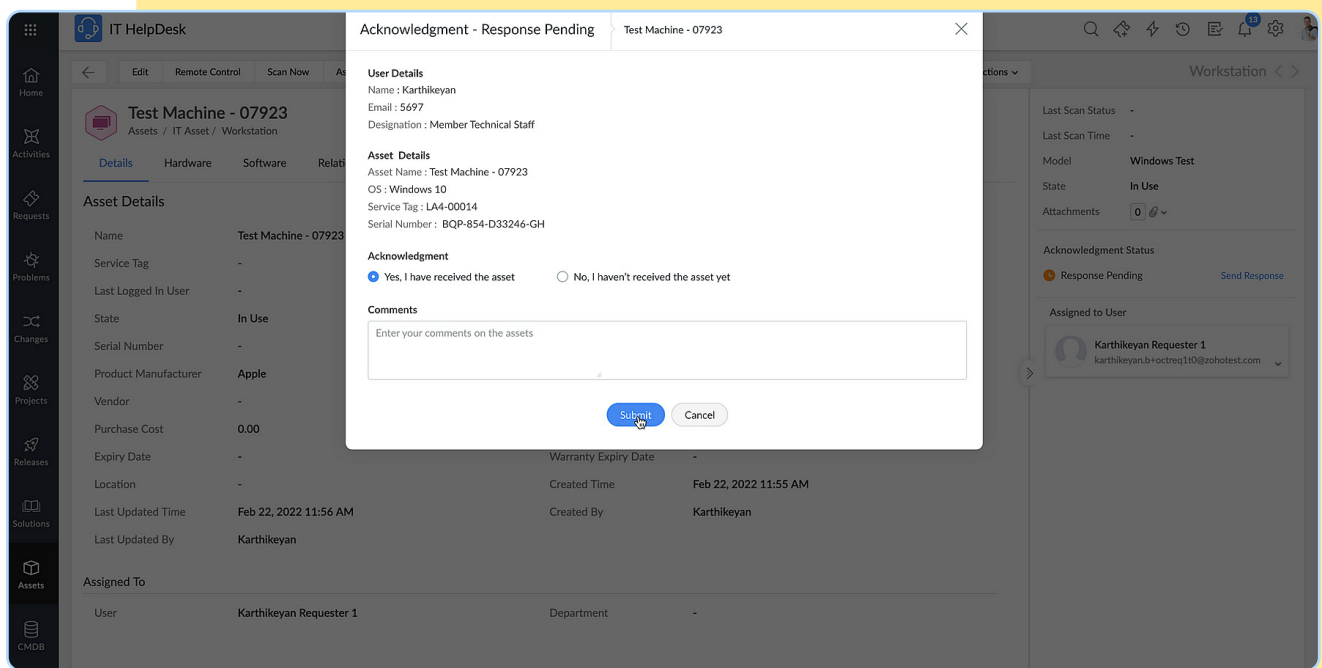 IT HelpDesk
13
Edit
Remote Control
Scan Now
Workstation
Acknowledgment - Response Pending
Test Machine - 07923
User Details
Name : Karthikeyan
Email : 5697
Designation : Member Technical Staff
Asset Details
Asset Name : Test Machine - 07923
OS : Windows 10
Service Tag : LA4-00014
Serial Number : BQP-854-D33246-GH
Acknowledgment
Yes, I have received the asset
No, I haven't received the asset yet
Comments
Enter your comments on the assets
Submit
Cancel
Home
Activities
Requests
Problems
Changes
Projects
Releases
Solutions
Assets
CMDB
Test Machine - 07923
Assets / IT Asset / Workstation
Details
Hardware
Software
Asset Details
Name Test Machine - 07923
Service Tag -
Last Logged In User -
State In Use
Serial Number -
Product Manufacturer Apple
Vendor -
Purchase Cost 0.00
Expiry Date -
Warranty Expiry Date -
Location -
Created Time Feb 22, 2022 11:55 AM
Last Updated Time Feb 22, 2022 11:56 AM
Created By Karthikeyan
Last Updated By Karthikeyan
Assigned To
User Karthikeyan Requester 1
Department -
Last Scan Status -
Last Scan Time -
Model Windows Test
State In Use
Attachments 0
Acknowledgment Status
Response Pending
Send Response
Assigned to User
Karthikeyan Requester 1
karthikeyan.b+octreq1t0@zohotest.com